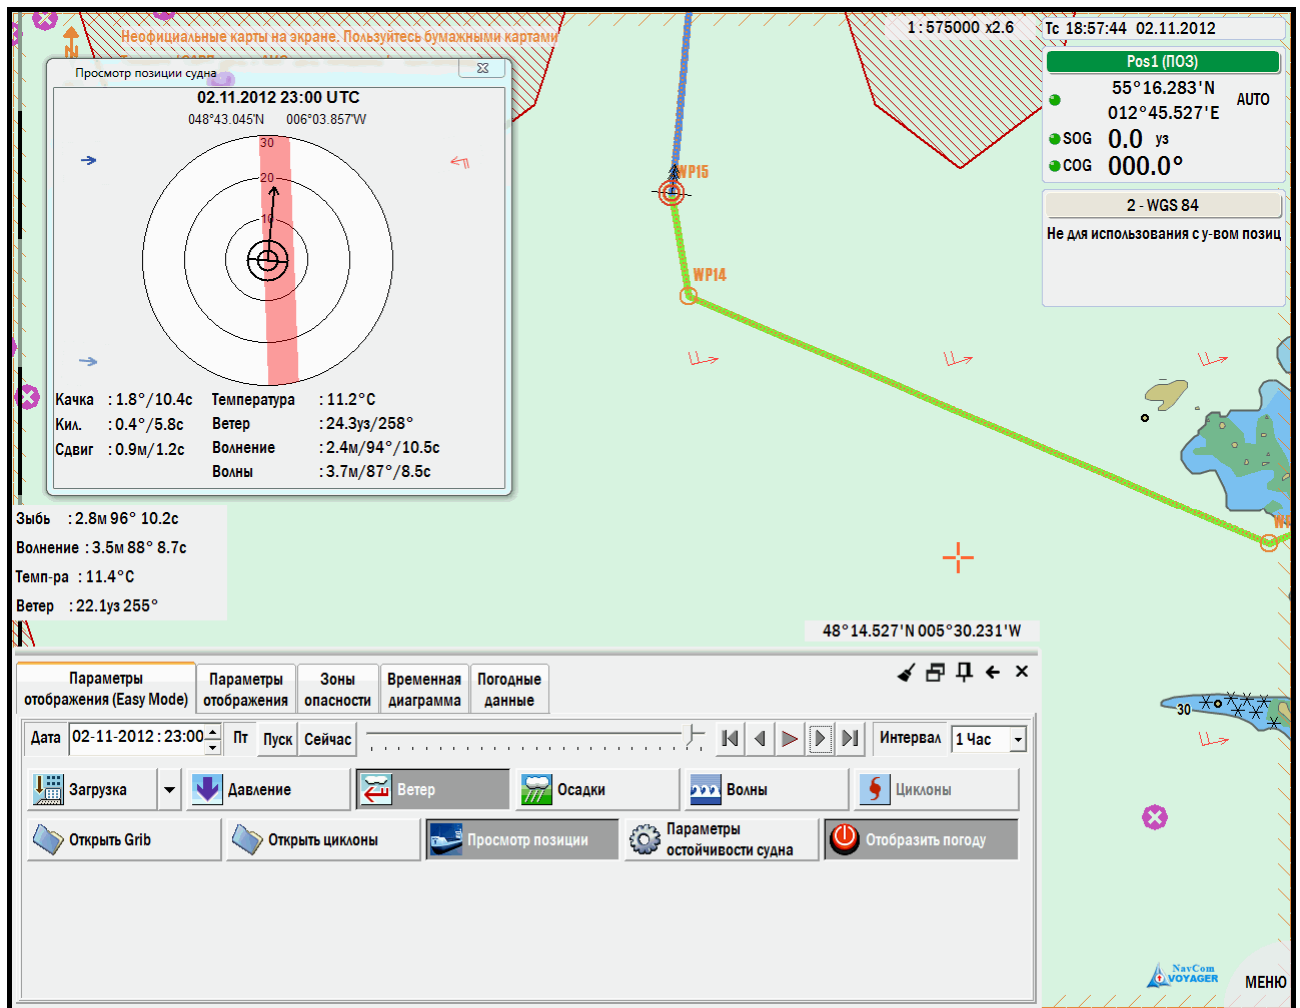 1:575000 x2.6
Тс 18:57:44 02.11.2012
Неофициальные карты на экране. Пользуйтесь бумажными картами
N
Просмотр позиции судна
02.11.2012 23:00 UTC
048°43.045'N 006°03.857'W
30
20
10
Качка : 1.8°/10.4с
Кил. : 0.4°/5.8с
Сдвиг : 0.9м/1.2с
Температура : 11.2°C
Ветер : 24.3уз/258°
Волнение : 2.4м/94°/10.5с
Волны : 3.7м/87°/8.5с
Зыбь : 2.8м 96° 10.2с
Волнение : 3.5м 88° 8.7с
Темп-ра : 11.4°C
Ветер : 22.1уз 255°
WP15
WP14
Pos1 (ПОЗ)
55°16.283'N
012°45.527'E
AUTO
SOG 0.0 уз
COG 000.0°
2 - WGS 84
Не для использования с у-вом позиц
48°14.527'N 005°30.231'W
30
Параметры
отображения (Easy Mode)
Параметры
отображения
Зоны
опасности
Временная
диаграмма
Погодные
данные
Дата 02-11-2012 : 23:00 Пт Пуск Сейчас Интервал 1 Час
Загрузка Давление Ветер Осадки Волны Циклоны
Открыть Grib Открыть циклоны Просмотр позиции
Параметры
остойчивости судна
Отобразить погоду
NavCom
VOYAGER
МЕНЮ